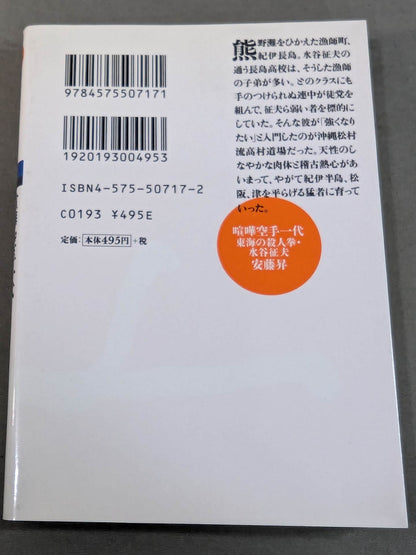 熊野灘をひかえた漁師町、
紀伊長島。水谷征夫の
通う長島高校は、そうした漁師
の子弟が多い。どのクラスにも
手のつけられぬ連中が徒党を
組んで、征夫ら弱い者を標的に
していた。そんな彼が「強くなり
たい」と入門したのが沖縄松村
流高村道場だった。天性のし
なやかな肉体と稽古熱心があ
いまって、やがて紀伊半島、松
阪、津を平らげる猛者に育って
いった。
喧嘩空手一代
東海の殺人拳・
水谷征夫
安藤昇
9784575507171
1920193004953
ISBN4-575-50717-2
C0193 ¥495E
定価:本体495円+税